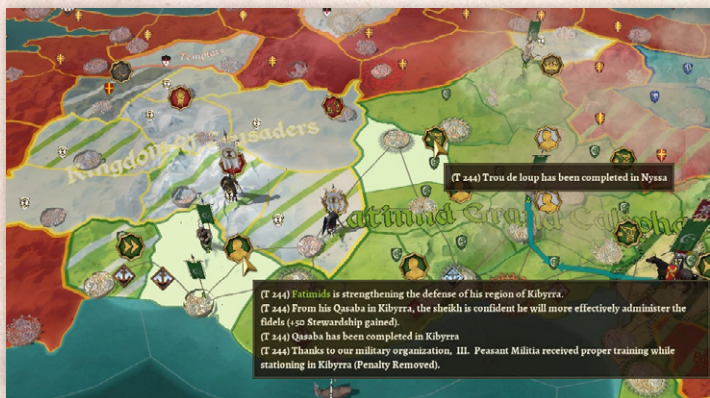 Templars
Kingdom of Crusaders
(T 244) Trou de loup has been completed in Nyssa
(T 244) Fatimids is strengthening the defense of his region of Kibyrra.
(T 244) From his Qasaba in Kibyrra, the sheikh is confident he will more effectively administer the
fidels (+50 Stewardship gained).
(T 244) Qasaba has been completed in Kibyrra
(T 244) Thanks to our military organization, III. Peasant Militia received proper training while
stationing in Kibyrra (Penalty Removed).